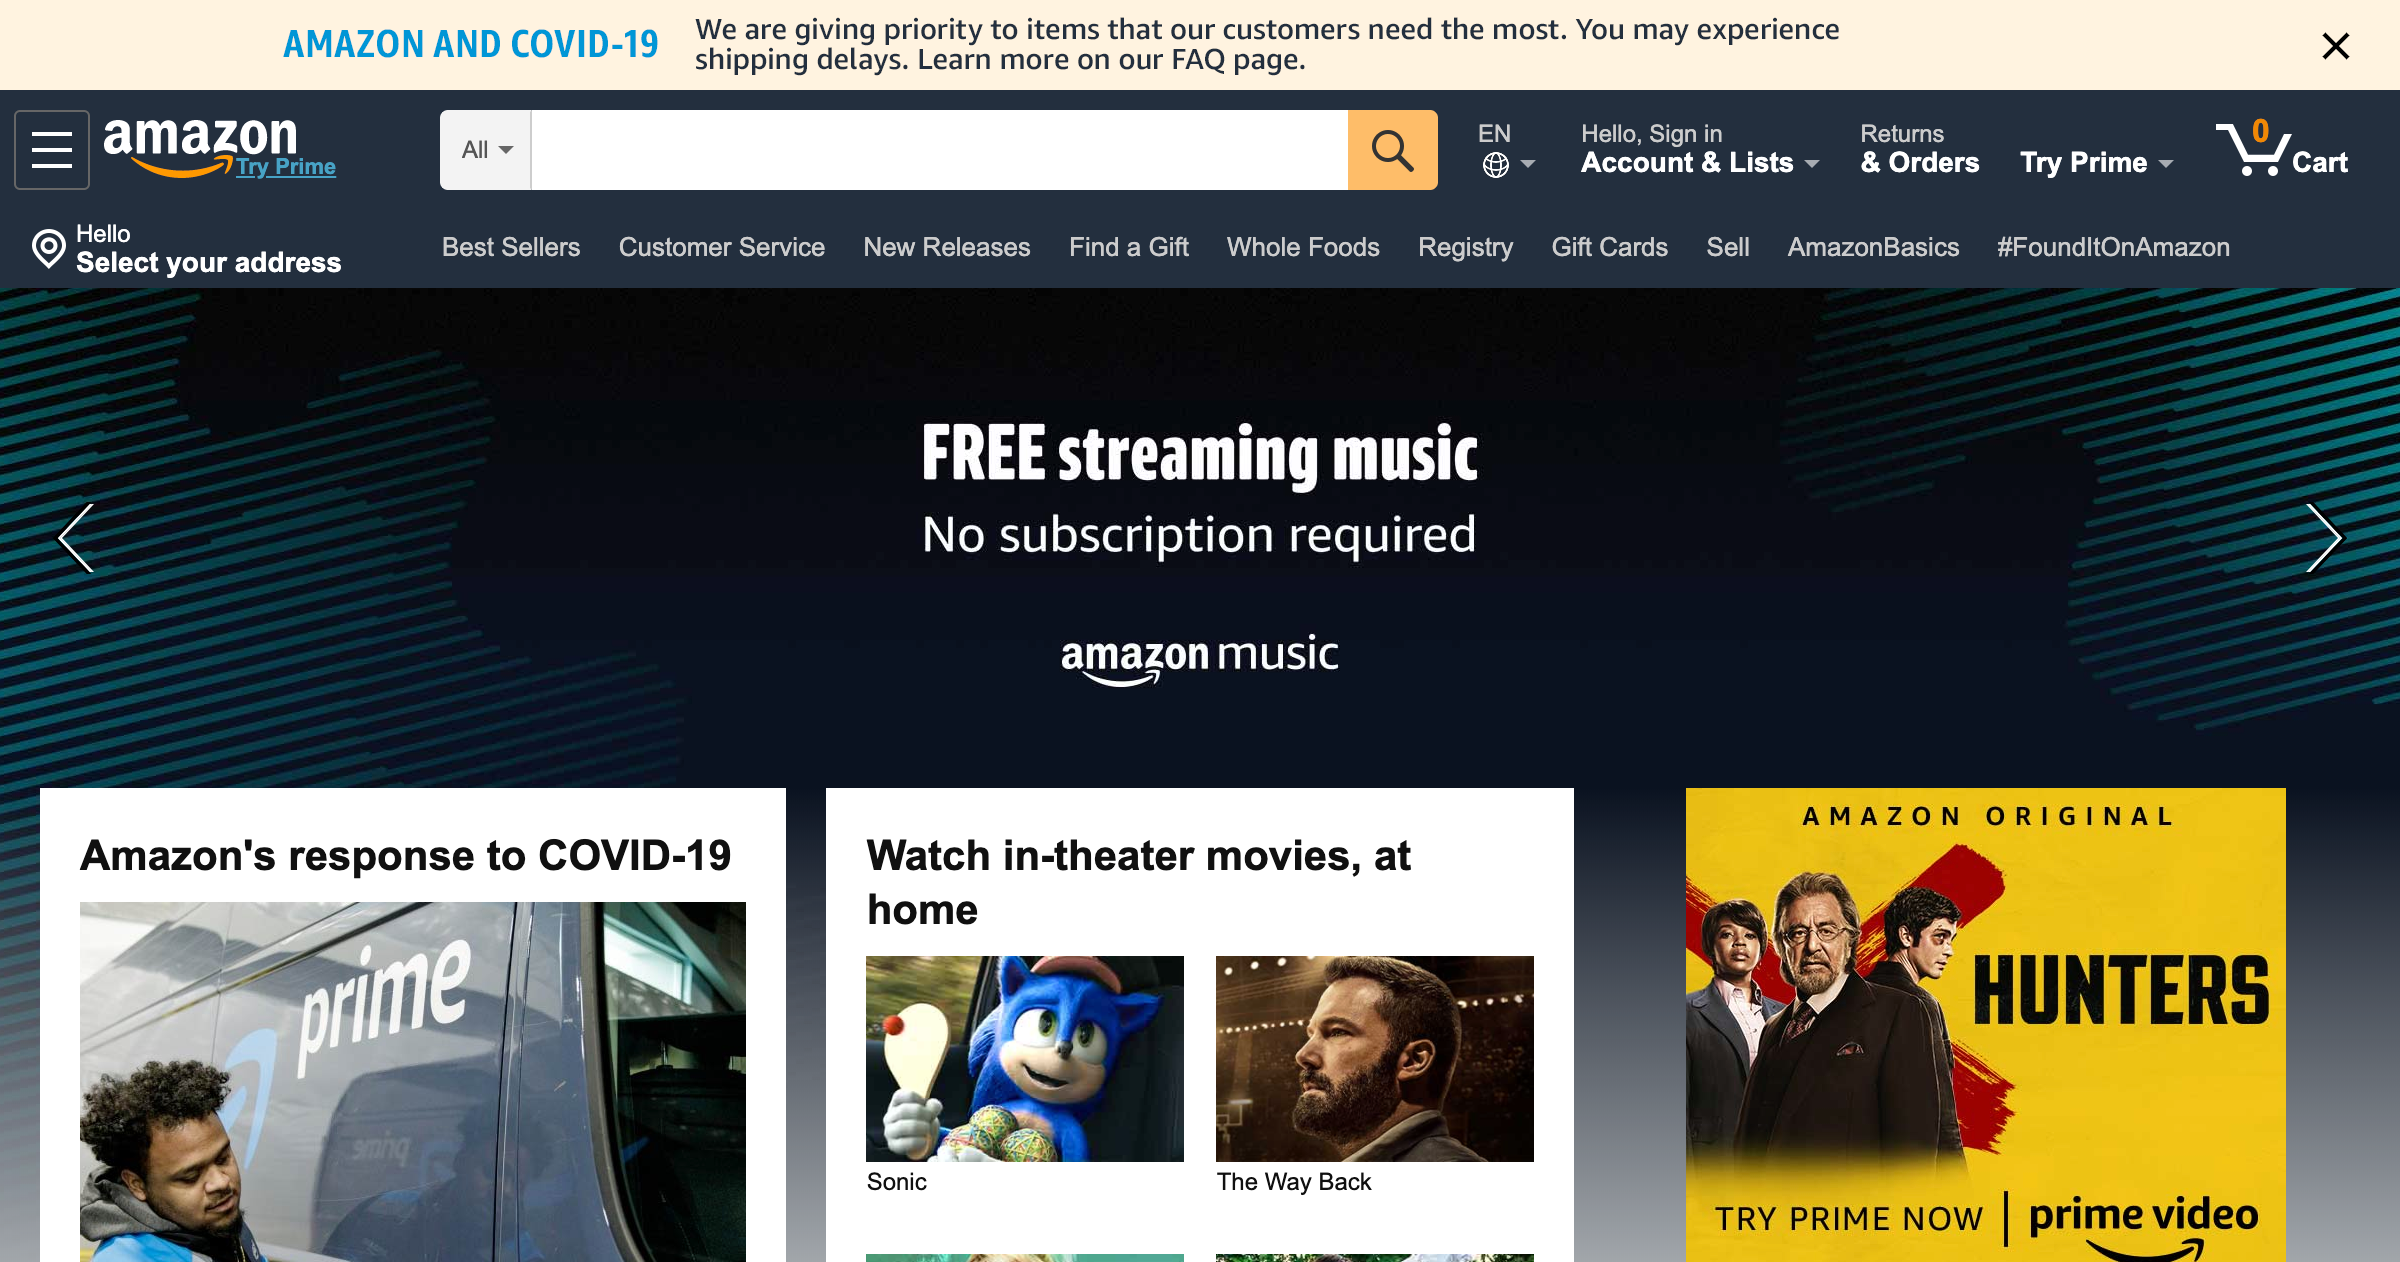 AMAZON AND COVID-19
We are giving priority to items that our customers need the most. You may experience
shipping delays. Learn more on our FAQ page.
amazon
Try Prime
All
EN
Hello, Sign in
Account & Lists
Returns
& Orders
Try Prime
0
Cart
Hello
Select your address
Best Sellers
Customer Service
New Releases
Find a Gift
Whole Foods
Registry
Gift Cards
Sell
AmazonBasics
#FoundItOnAmazon
FREE streaming music
No subscription required
amazon music
Amazon's response to COVID-19
prime
Watch in-theater movies, at
home
Sonic
The Way Back
AMAZON ORIGINAL
HUNTERS
TRY PRIME NOW | prime video